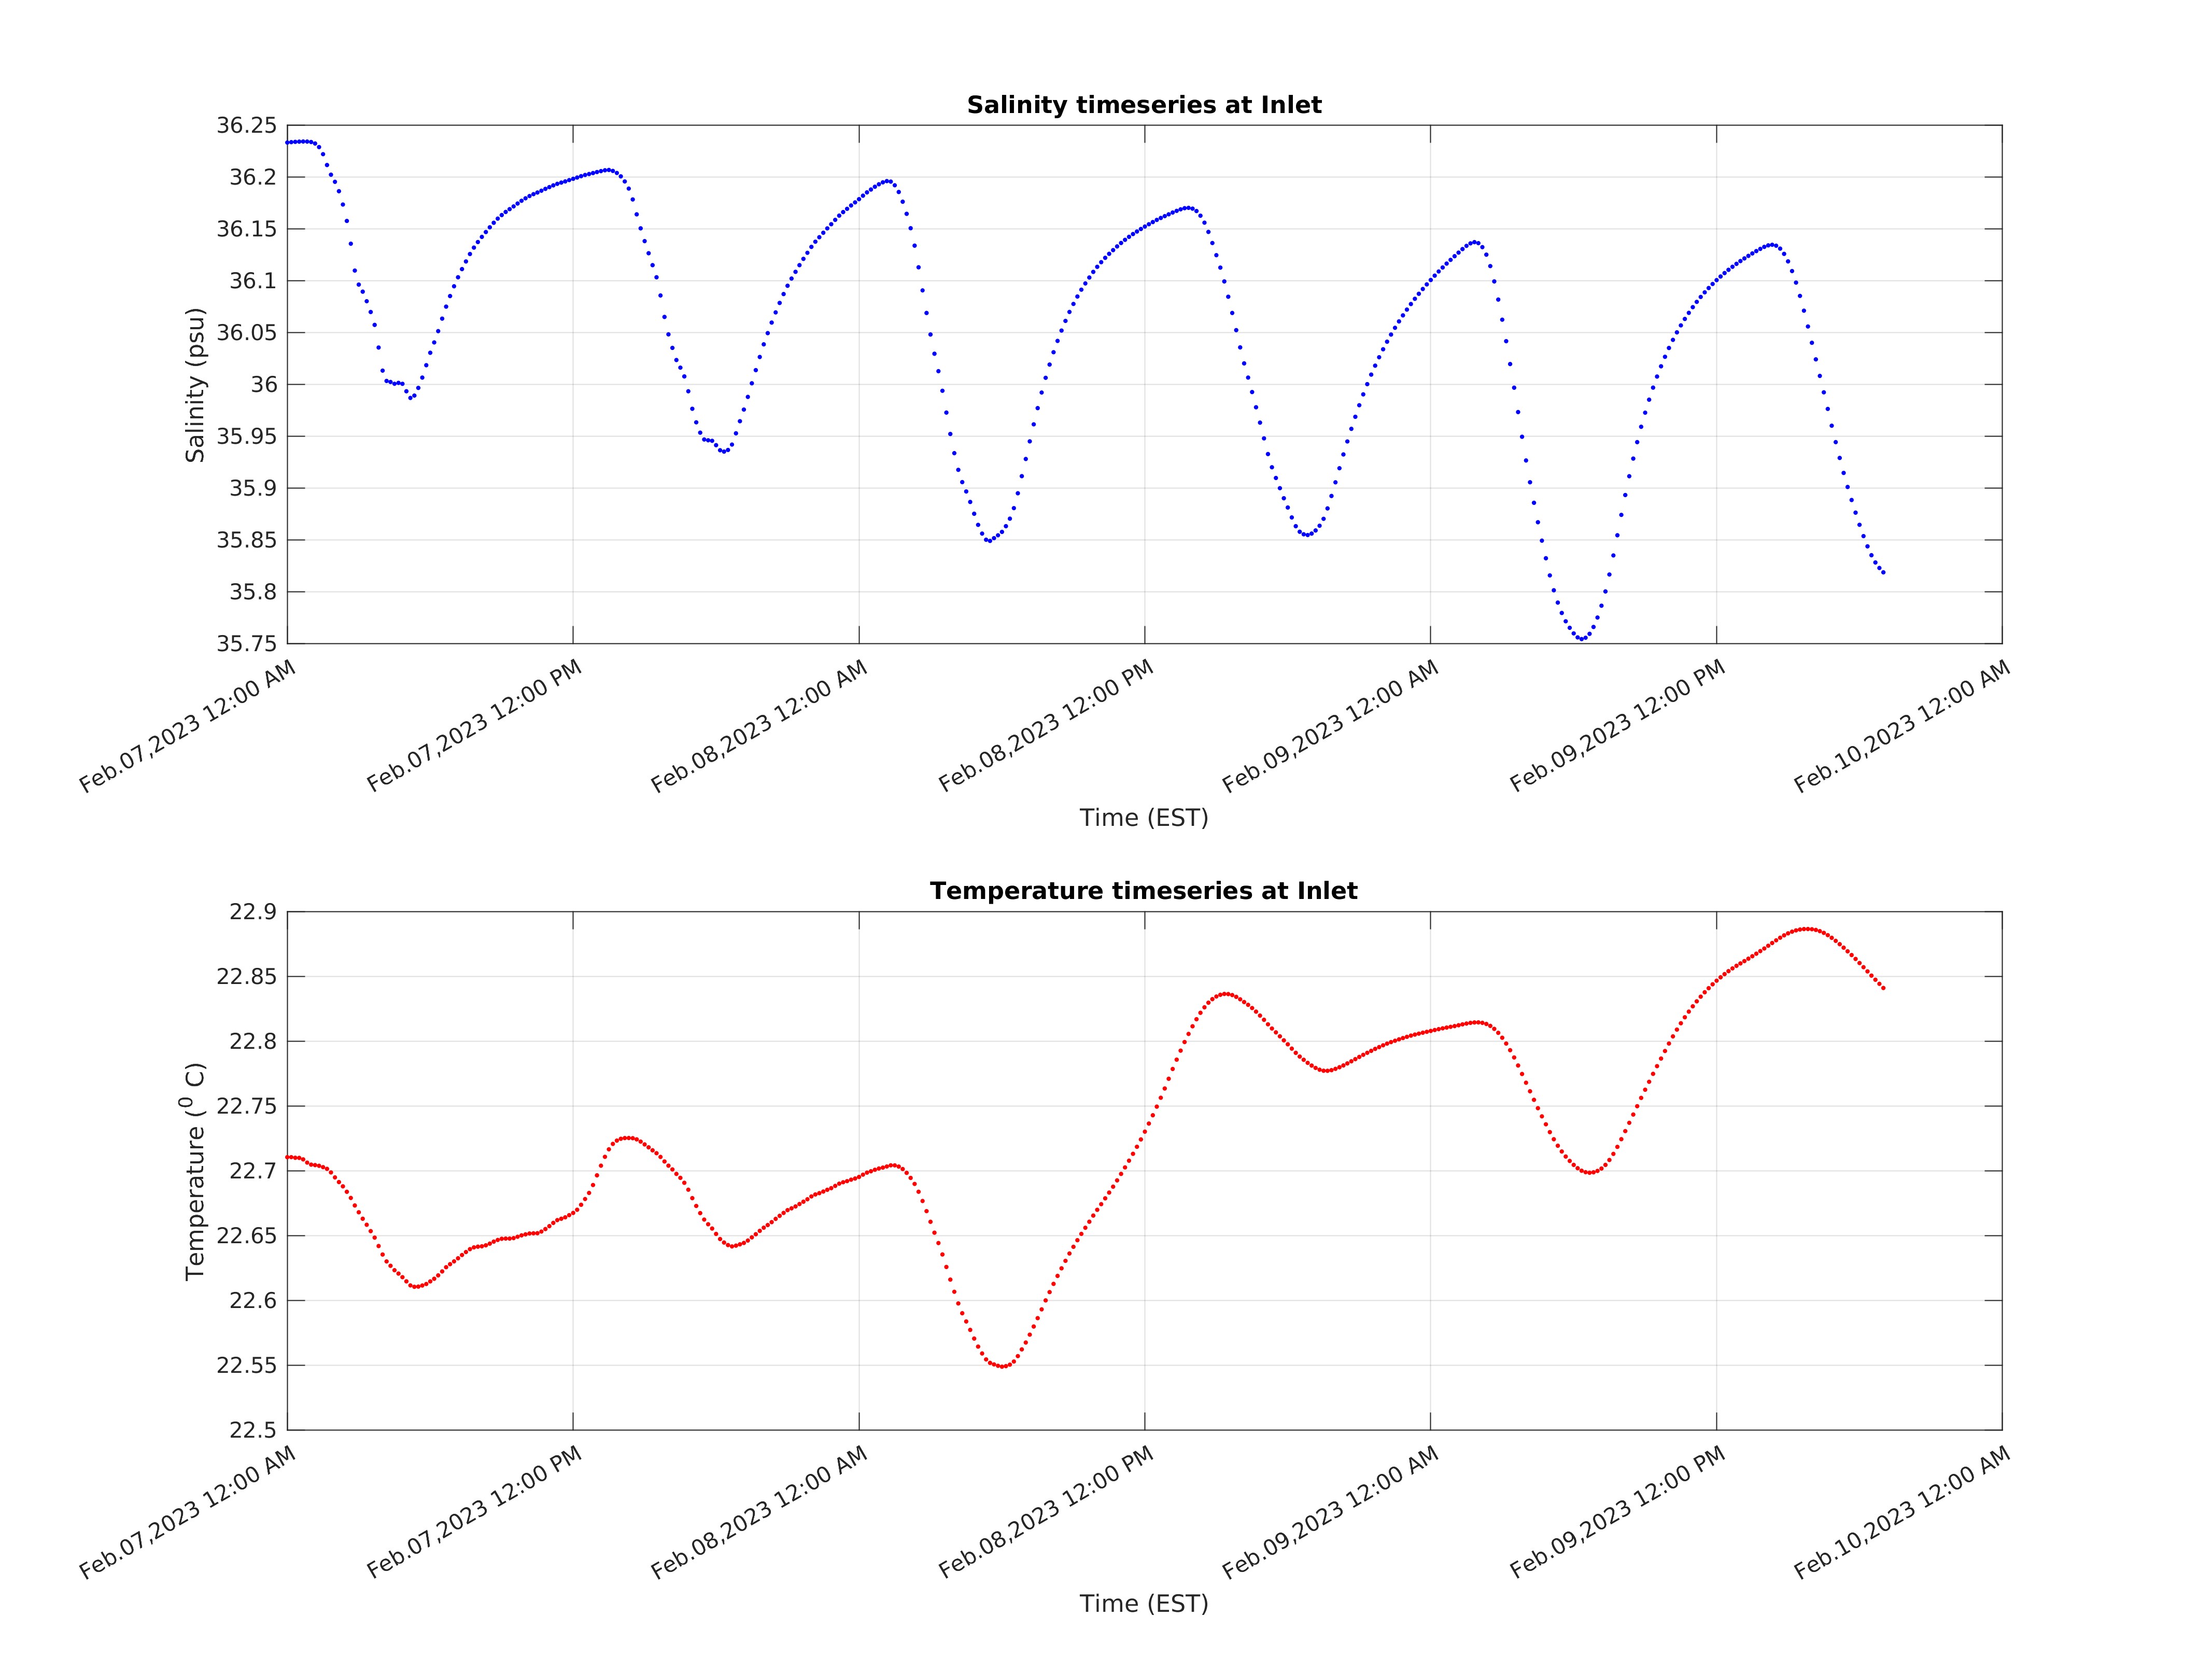 Salinity timeseries at Inlet
36.25
36.2
36.15
36.1
36.05
36
35.95
35.9
35.85
35.8
35.75
Salinity (psu)
Feb.07,2023 12:00 AM
Feb.07,2023 12:00 PM
Feb.08,2023 12:00 AM
Feb.08,2023 12:00 PM
Feb.09,2023 12:00 AM
Feb.09,2023 12:00 PM
Feb.10,2023 12:00 AM
Time (EST)
Temperature timeseries at Inlet
22.9
22.85
22.8
22.75
22.7
22.65
22.6
22.55
22.5
Temperature (⁰ C)
Feb.07,2023 12:00 AM
Feb.07,2023 12:00 PM
Feb.08,2023 12:00 AM
Feb.08,2023 12:00 PM
Feb.09,2023 12:00 AM
Feb.09,2023 12:00 PM
Feb.10,2023 12:00 AM
Time (EST)